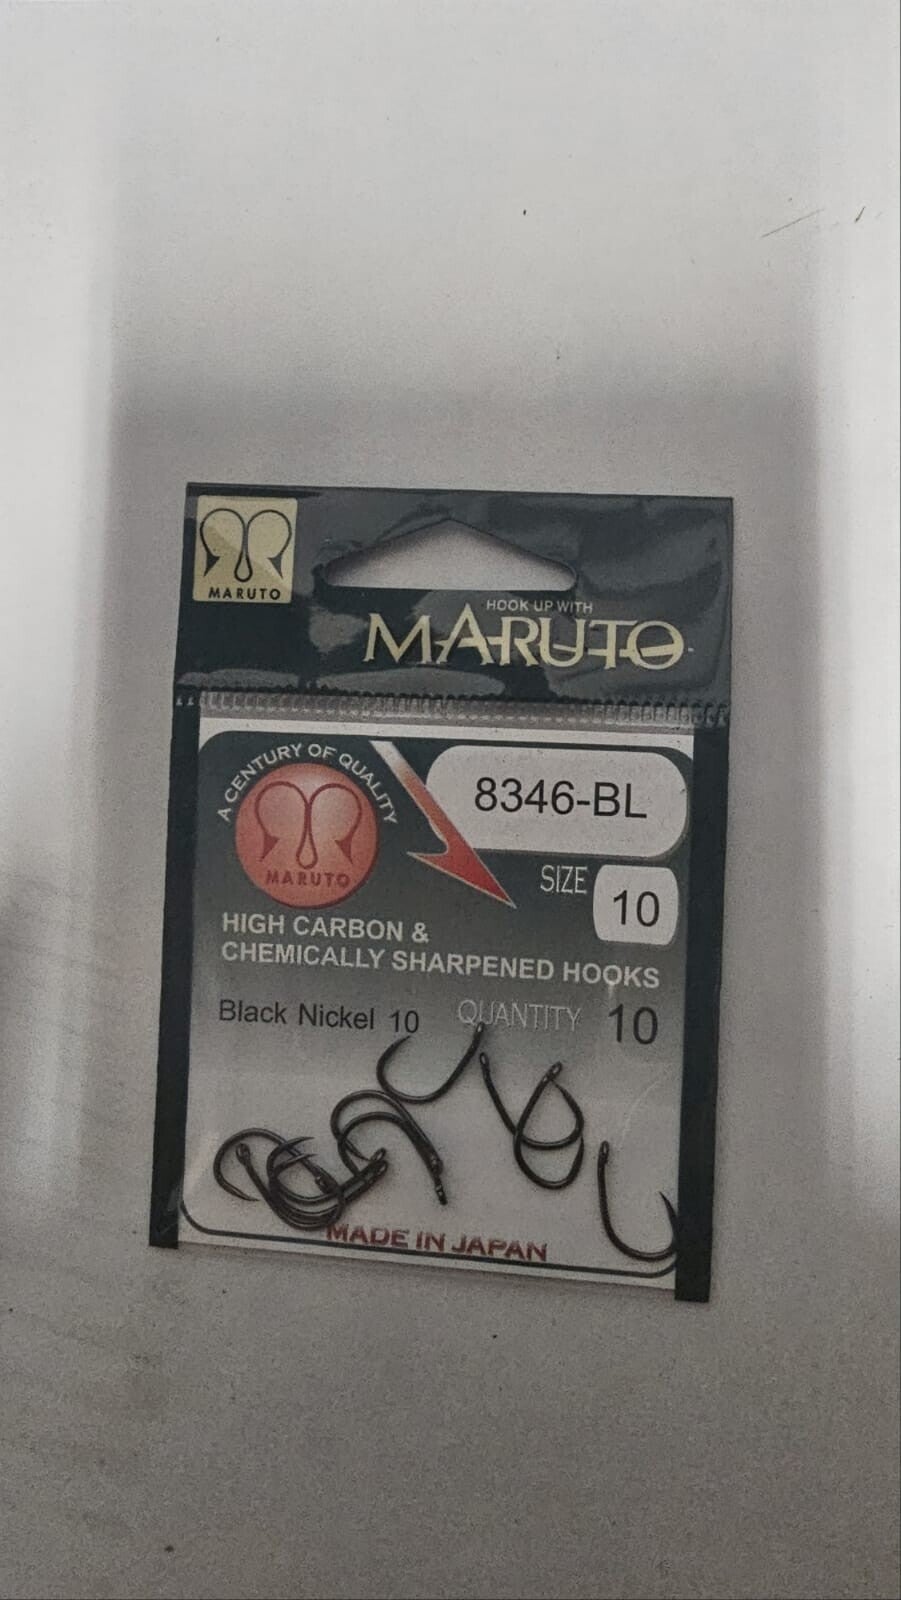 MARUTO
HOOK UP WITH
MARUTO
A CENTURY OF QUALITY
MARUTO
8346-BL
SIZE 10
HIGH CARBON &
CHEMICALLY SHARPENED HOOKS
Black Nickel 10 QUANTITY 10
MADE IN JAPAN